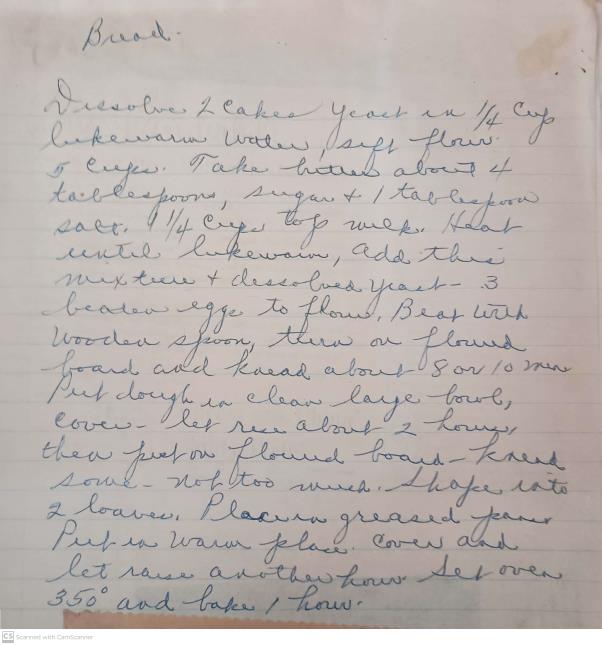 Bread.
Dissolve 2 cakes yeast in 1/4 cup
lukewarm water, sift flour
5 cups. Take butter about 4
tablespoons, sugar + 1 tablespoon
salt. 1 1/4 cups top milk. Heat
until lukewarm, add this
mixture + dissolved yeast - 3
beaten eggs to flour. Beat with
wooden spoon, turn on floured
board and knead about 8 or 10 min
Put dough in clean large bowl,
cover - let rise about 2 hours,
then put on floured board - knead
some - not too much. Shape into
2 loaves. Place in greased pans
Put in warm place. cover and
let raise another hour. Set oven
350° and bake 1 hour.
CS Scanned with CamScanner